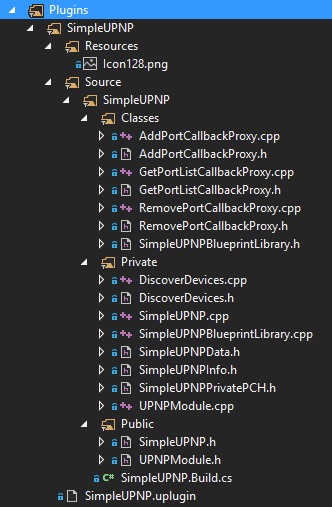 Plugins
SimpleUPNP
Resources
Icon128.png
Source
SimpleUPNP
Classes
AddPortCallbackProxy.cpp
AddPortCallbackProxy.h
GetPortListCallbackProxy.cpp
GetPortListCallbackProxy.h
RemovePortCallbackProxy.cpp
RemovePortCallbackProxy.h
SimpleUPNPBlueprintLibrary.h
Private
DiscoverDevices.cpp
DiscoverDevices.h
SimpleUPNP.cpp
SimpleUPNPBlueprintLibrary.cpp
SimpleUPNPData.h
SimpleUPNPInfo.h
SimpleUPNPPrivatePCH.h
UPNPModule.cpp
Public
SimpleUPNP.h
UPNPModule.h
C# SimpleUPNP.Build.cs
SimpleUPNP.uplugin